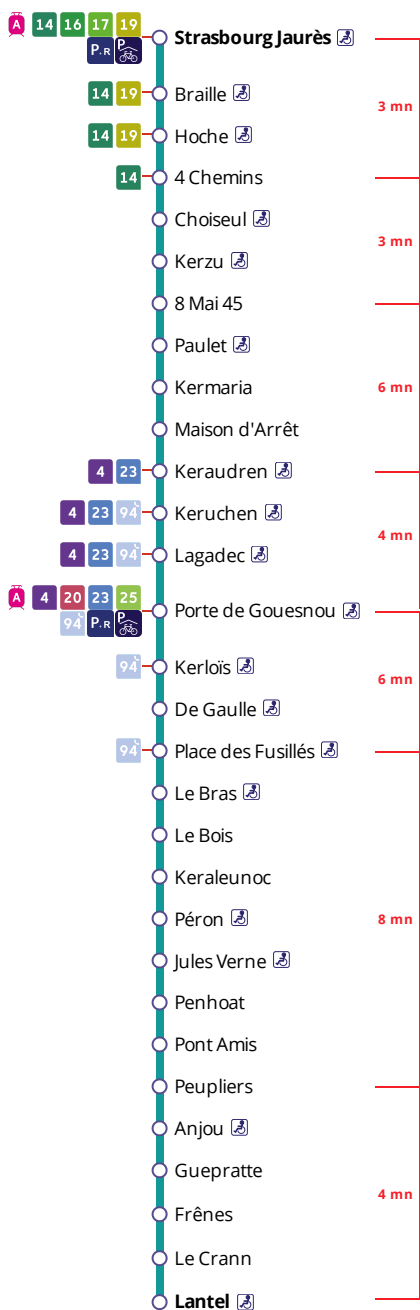 A 14 16 17 19
Strasbourg Jaurès
P+R P
14 19 Braille
3 mn
14 19 Hoche
14 4 Chemins
Choiseul
3 mn
Kerzu
8 Mai 45
Paulet
Kermaria
6 mn
Maison d'Arrêt
4 23 Keraudren
4 23 94 Keruchen
4 mn
4 23 94 Lagadec
A 4 20 23 25
Porte de Gouesnou
94 P+R P
94 Kerloïs
6 mn
De Gaulle
94 Place des Fusillés
Le Bras
Le Bois
Keraleunoc
Péron
8 mn
Jules Verne
Penhoat
Pont Amis
Peupliers
Anjou
Guepratte
4 mn
Frênes
Le Crann
Lantel